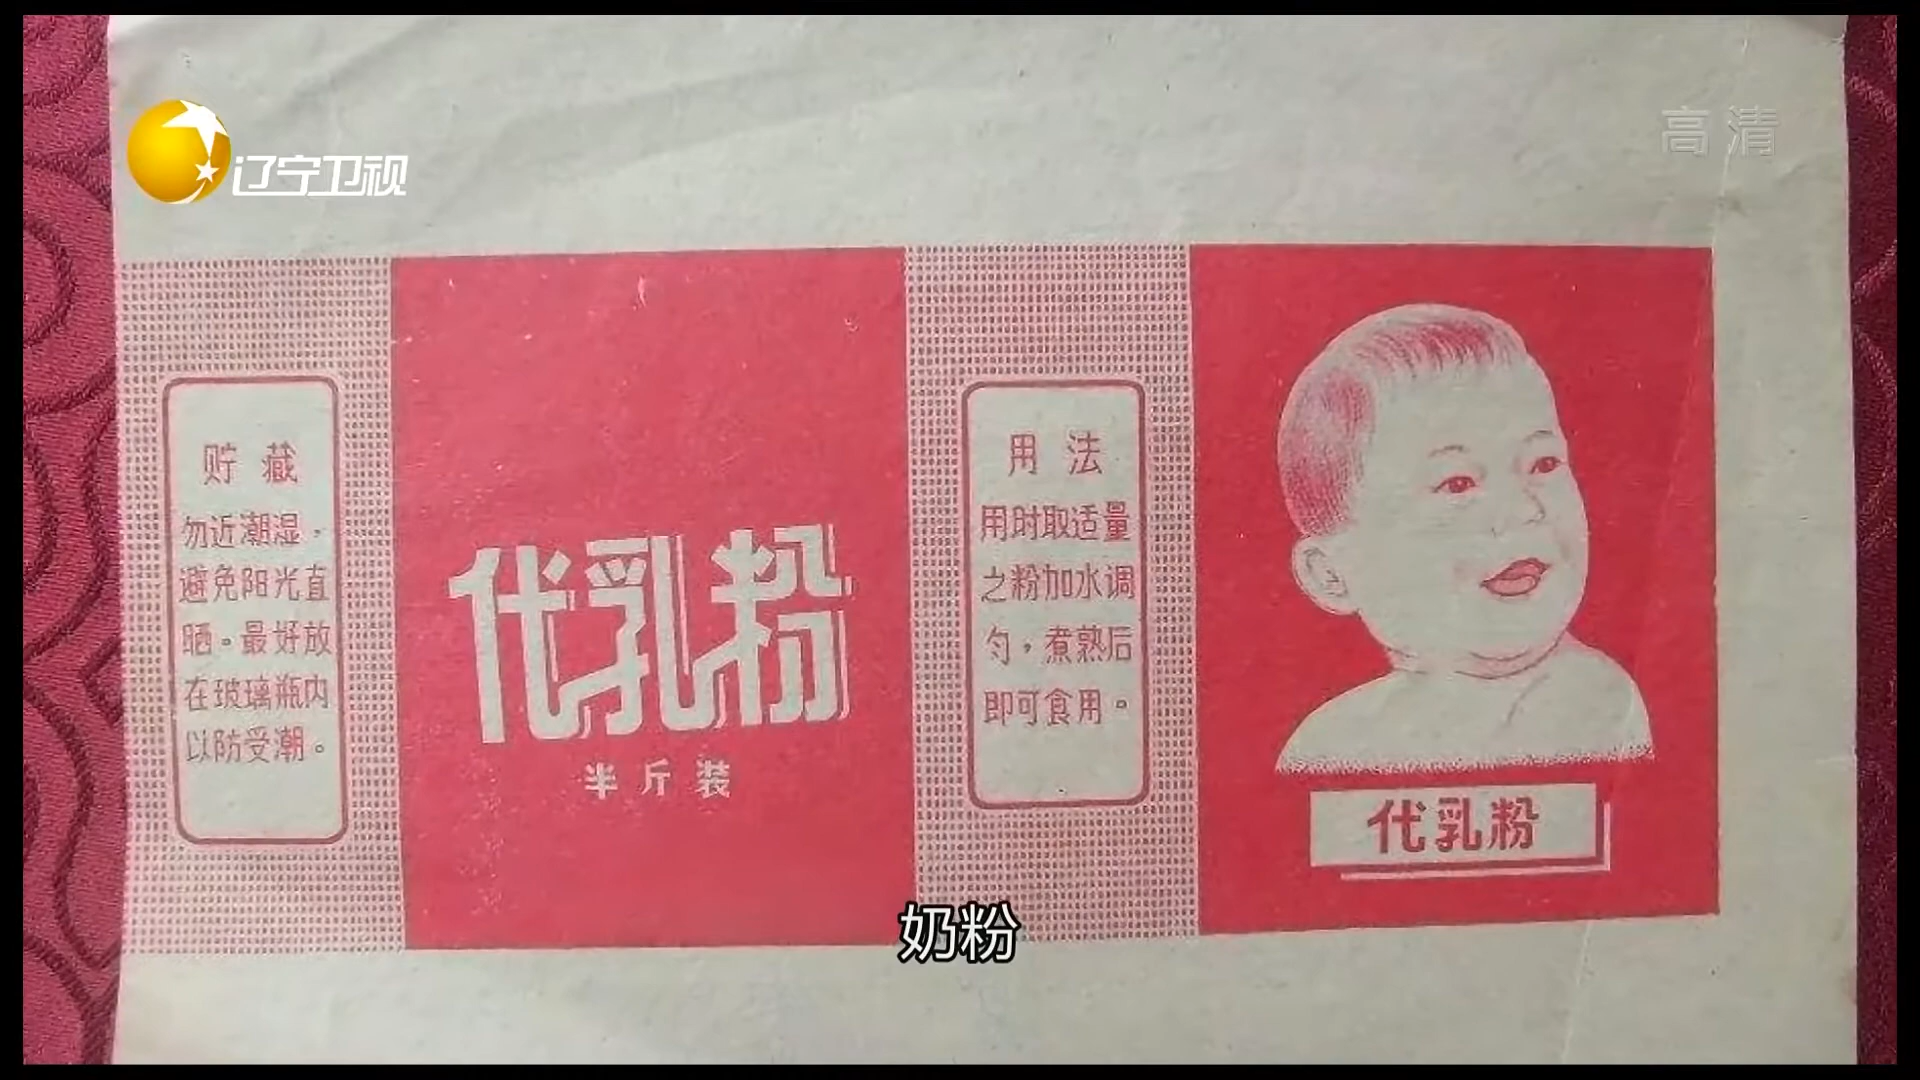 辽宁卫视
高清
贮藏
勿近潮湿,
避免阳光直
晒。最好放
在玻璃瓶内
以防受潮。
代乳粉
半斤装
用法
用时取适量
之粉加水调
匀,煮熟后
即可食用。
代乳粉
奶粉